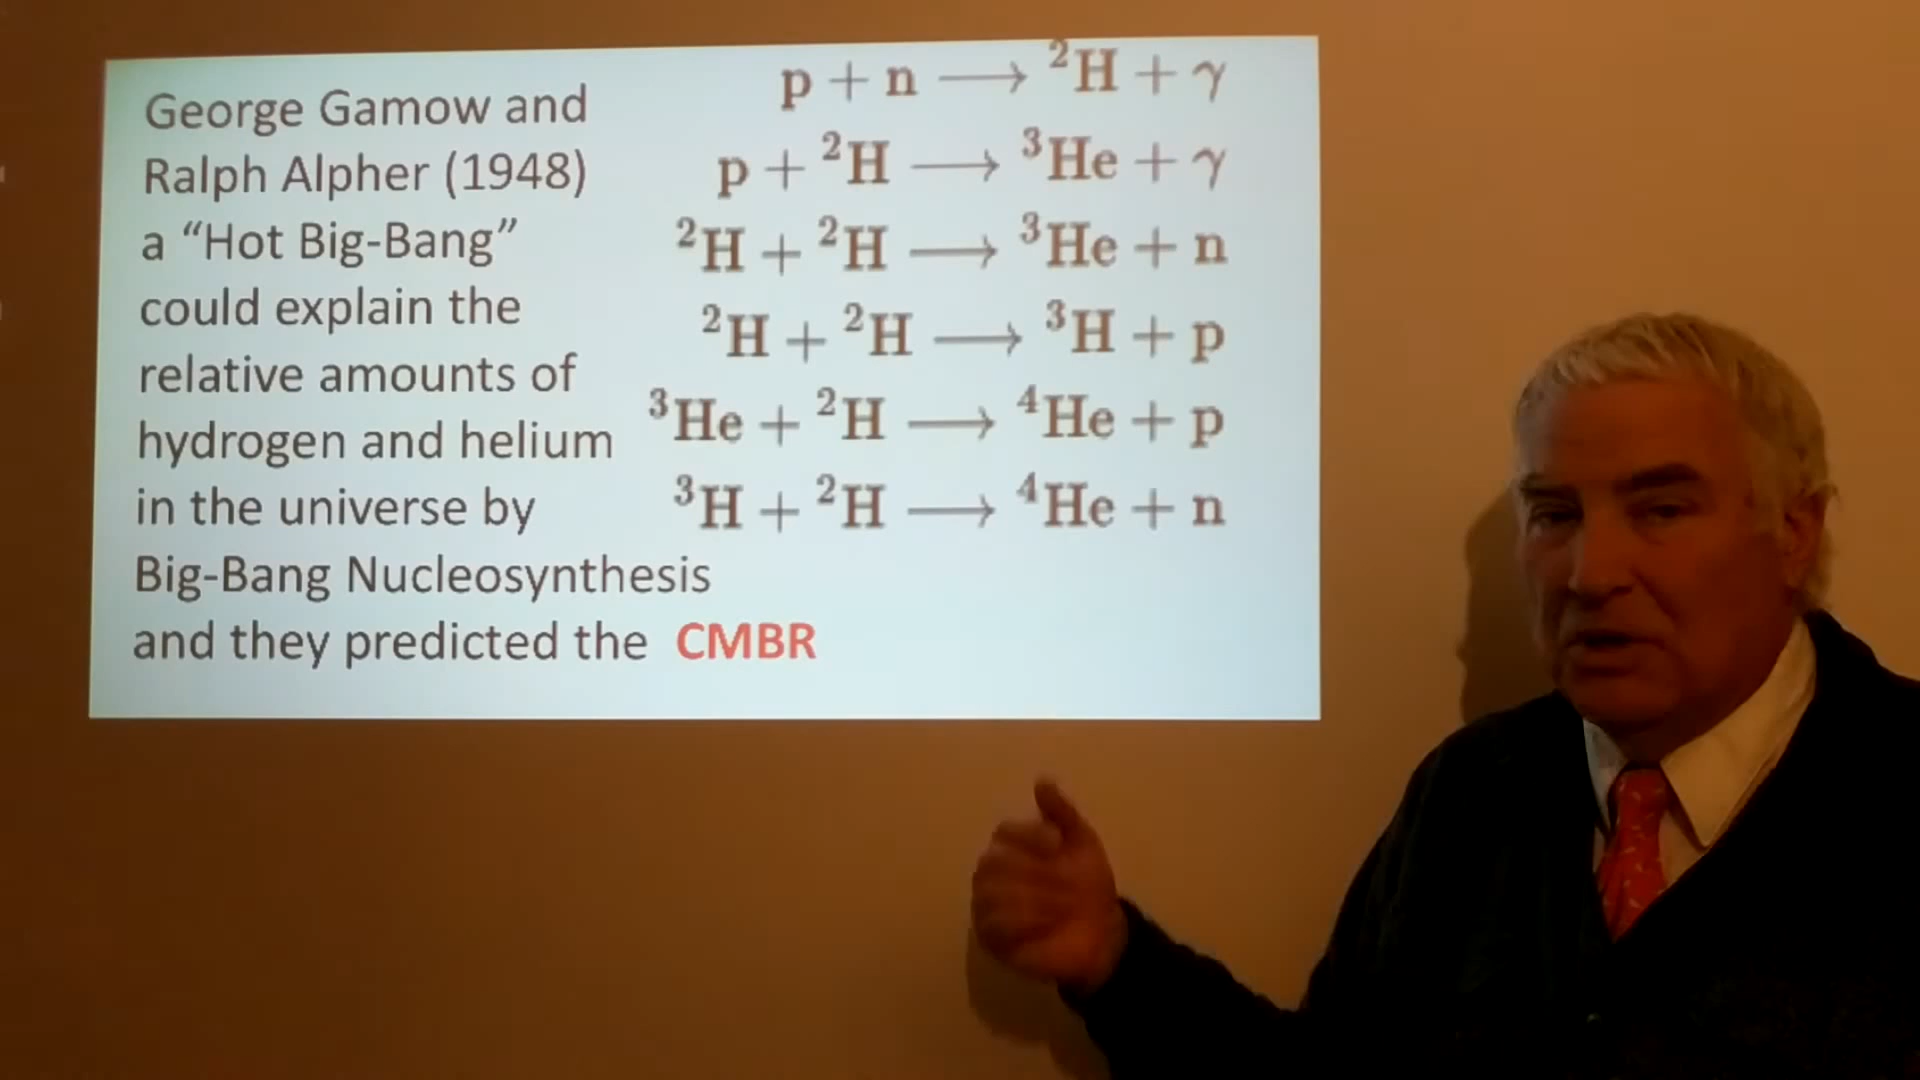 George Gamow and
Ralph Alpher (1948)
a “Hot Big-Bang”
could explain the
relative amounts of
hydrogen and helium
in the universe by
Big-Bang Nucleosynthesis
and they predicted the CMBR
p + n ⟶ ²H + γ
p + ²H ⟶ ³He + γ
²H + ²H ⟶ ³He + n
²H + ²H ⟶ ³H + p
³He + ²H ⟶ ⁴He + p
³H + ²H ⟶ ⁴He + n